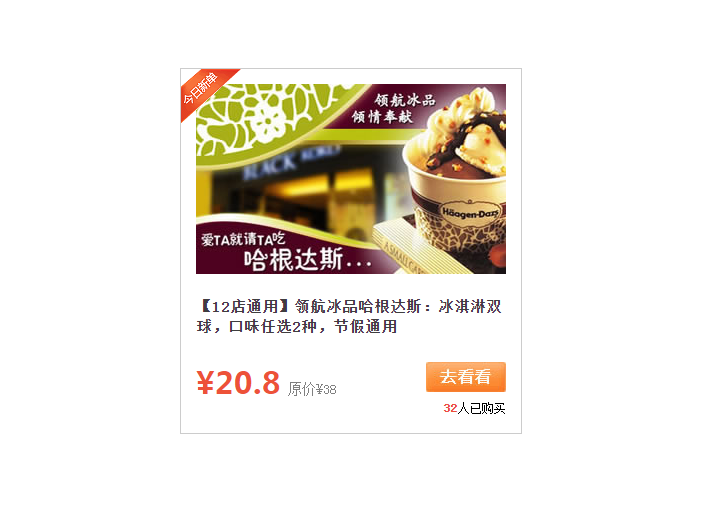 今日新单
领航冰品
倾情奉献
BLACK
Häagen-Dazs
A SMALL CAFE
爱TA就请TA吃
哈根达斯...
【12店通用】领航冰品哈根达斯：冰淇淋双
球，口味任选2种，节假通用
¥20.8 原价¥38
去看看
32人已购买